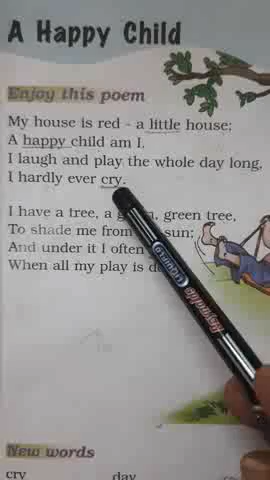 A Happy Child
Enjoy this poem
My house is red - a little house;
A happy child am I,
I laugh and play the whole day long,
I hardly ever cry.
I have a tree, a green, green tree,
To shade me from sun:
And under it I often
When all my play is
New words
cry day